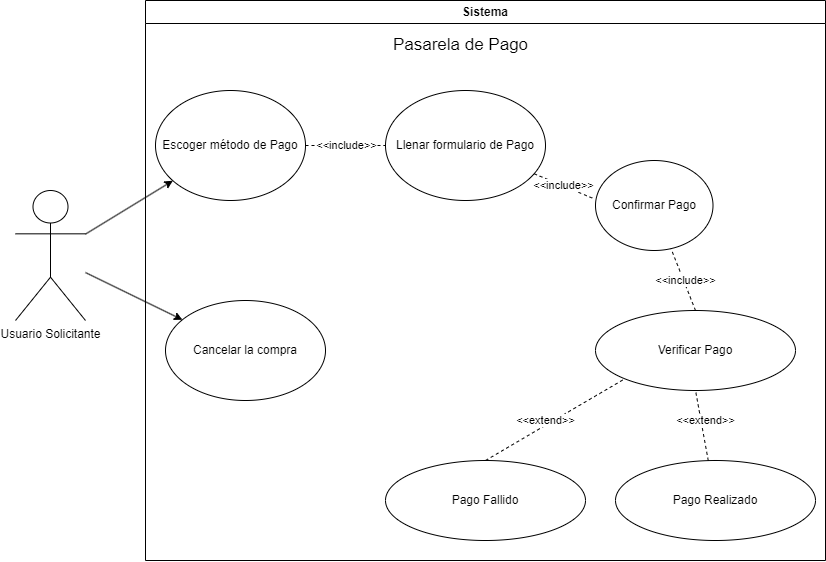 Sistema
Pasarela de Pago
Escoger método de Pago
<<include>>
Llenar formulario de Pago
<<include>>
Confirmar Pago
<<include>>
Usuario Solicitante
Cancelar la compra
Verificar Pago
<<extend>>
<<extend>>
Pago Fallido
Pago Realizado